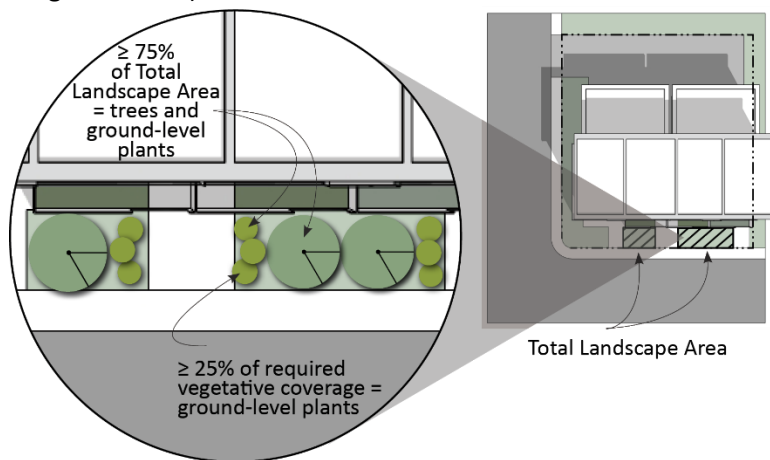 ≥ 75%
of Total
Landscape Area
= trees and
ground-level
plants
≥ 25% of required
vegetative coverage =
ground-level plants
Total Landscape Area